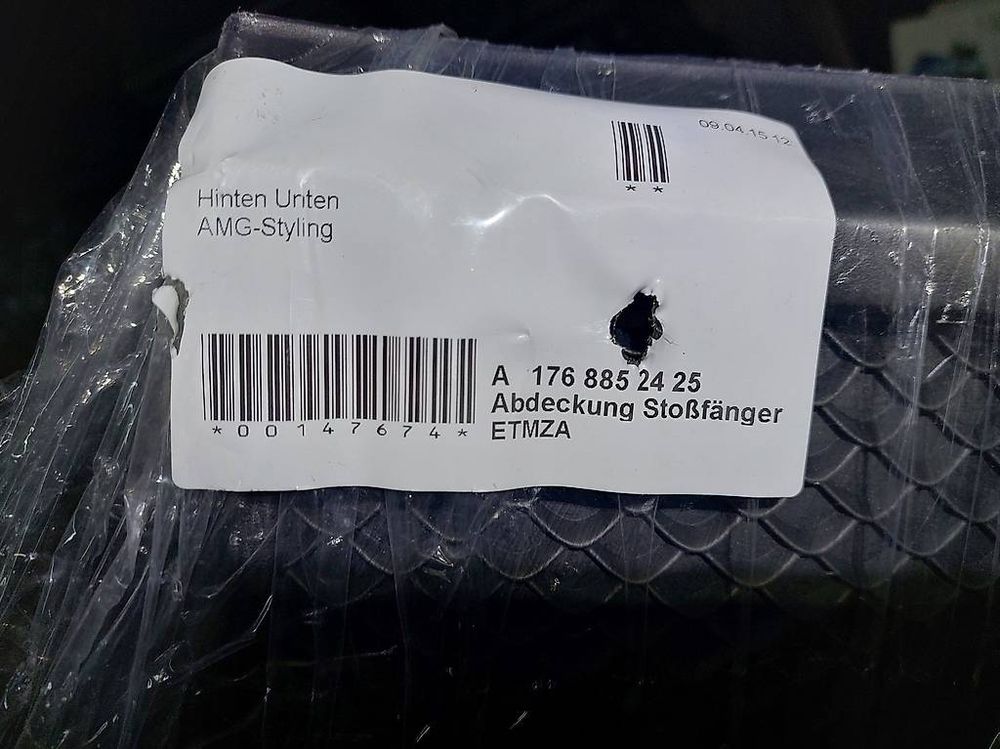 09.04.15 12
* *
Hinten Unten
AMG-Styling
A 176 885 24 25
Abdeckung Stoßfänger
ETMZA
*00147674*